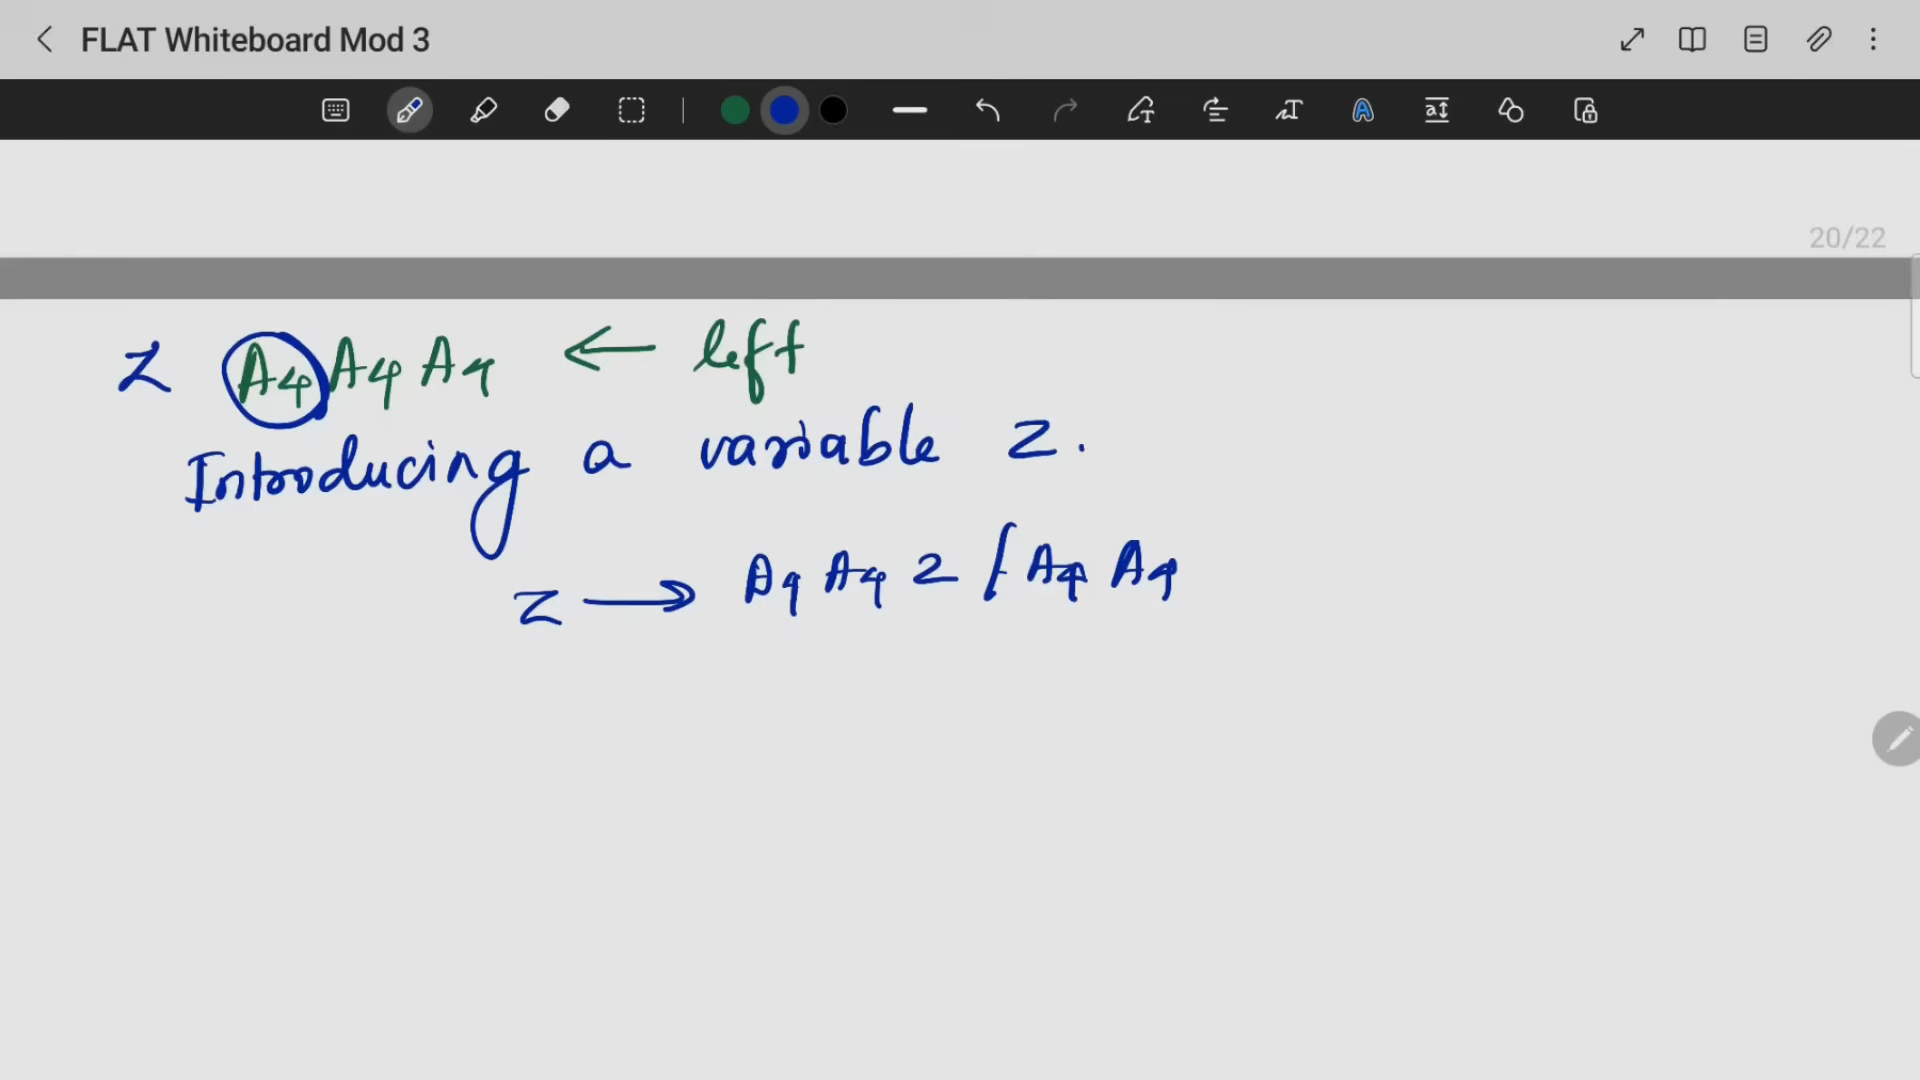 FLAT Whiteboard Mod 3
20/22
Z A4 A4 A4 ← left
Introducing a variable Z.
Z → A4 A4 Z / A4 A4